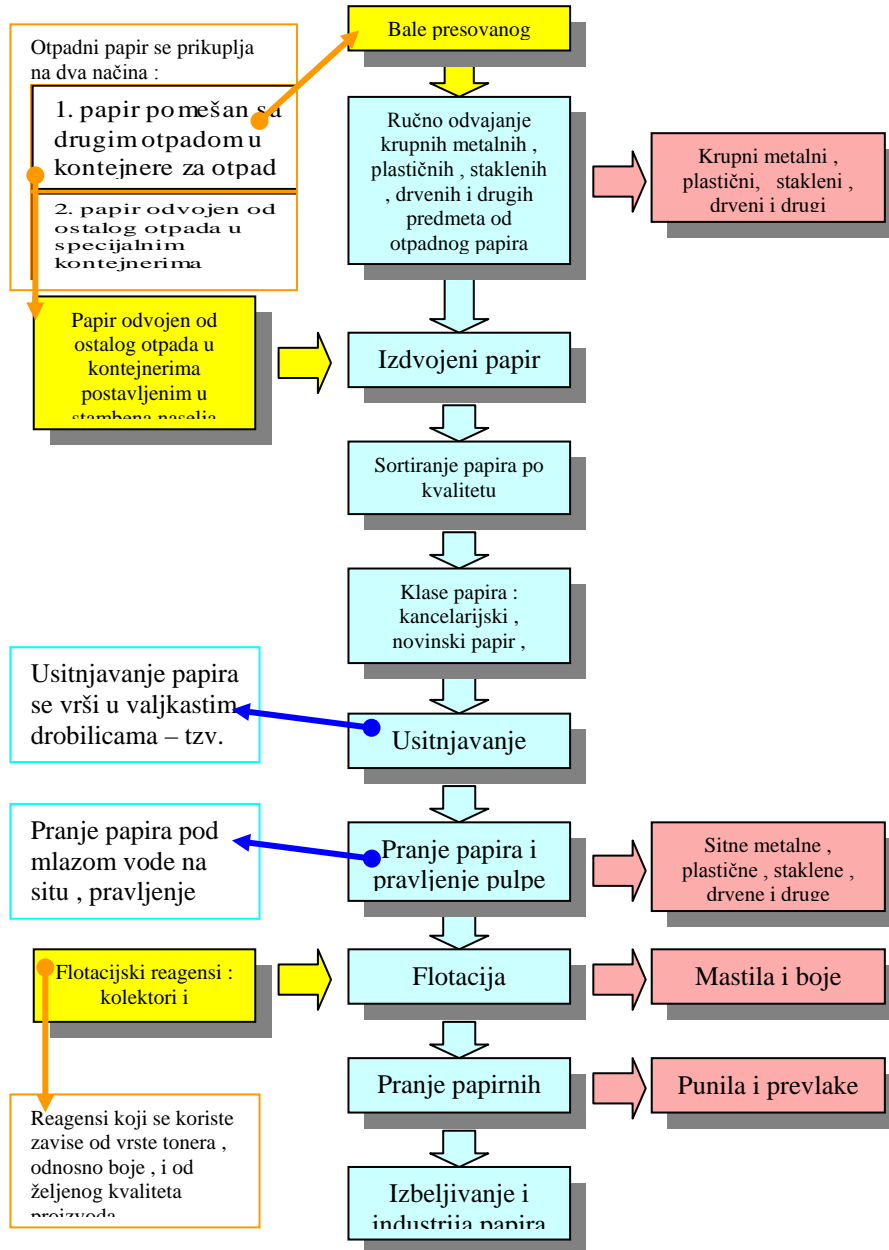 Otpadni papir se prikuplja
na dva načina :
1. papir pomešan sa
drugim otpadom u
kontejnere za otpad
2. papir odvojen od
ostalog otpada u
specijalnim
kontejnerima
Bale presovanog
Ručno odvajanje
krupnih metalnih ,
plastičnih , staklenih
, drvenih i drugih
predmeta od
otpadnog papira
Krupni metalni ,
plastični, stakleni ,
drveni i drugi
Papir odvojen od
ostalog otpada u
kontejnerima
postavljenim u
stambena naselja
Izdvojeni papir
Sortiranje papira po
kvalitetu
Klase papira :
kancelarijski ,
novinski papir ,
Usitnjavanje papira
se vrši u valjkastim
drobilicama – tzv.
Usitnjavanje
Pranje papira pod
mlazom vode na
situ , pravljenje
Pranje papira i
pravljenje pulpe
Sitne metalne ,
plastične , staklene ,
drvene i druge
Flotacijski reagensi :
kolektori i
Flotacija
Mastila i boje
Pranje papirnih
Punila i prevlake
Reagensi koji se koriste
zavise od vrste tonera ,
odnosno boje , i od
željenog kvaliteta
proizvoda
Izbeljivanje i
industrija papira